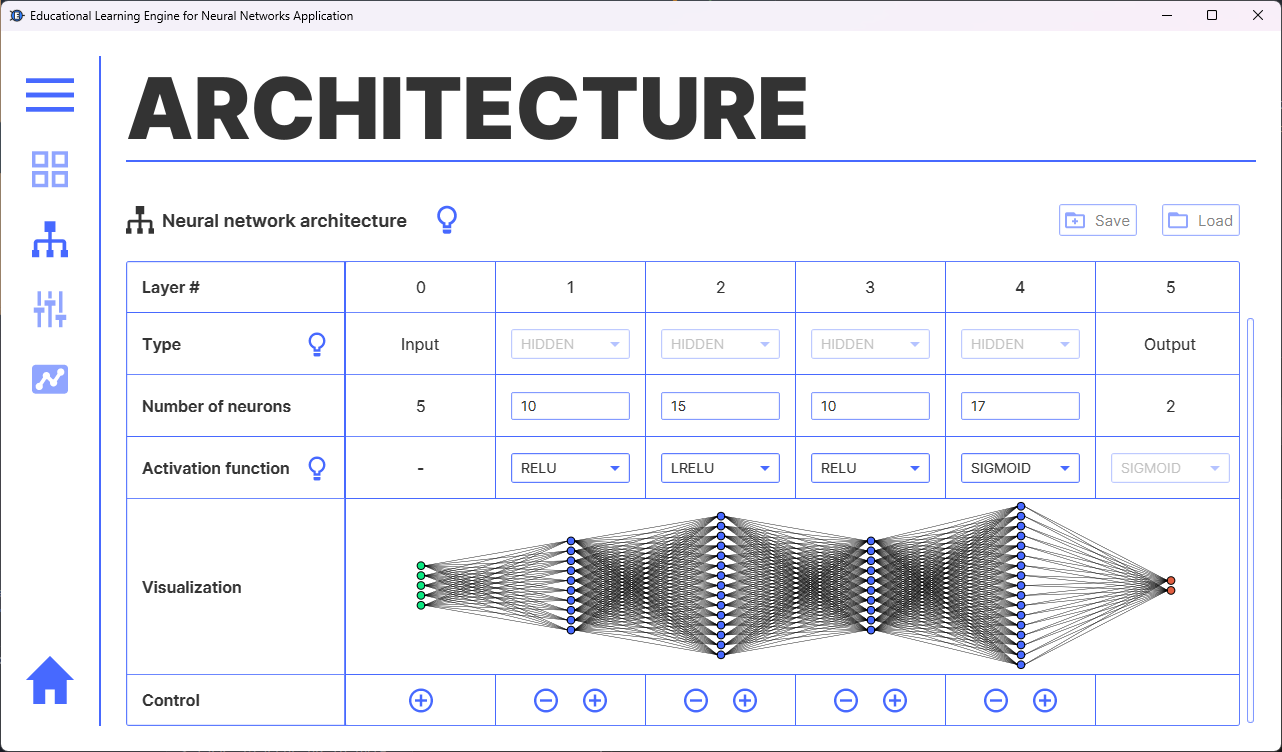 Educational Learning Engine for Neural Networks Application
ARCHITECTURE
Neural network architecture
Save Load
Layer # 0 1 2 3 4 5
Type Input HIDDEN HIDDEN HIDDEN HIDDEN Output
Number of neurons 5 10 15 10 17 2
Activation function - RELU LRELU RELU SIGMOID SIGMOID
Visualization
Control